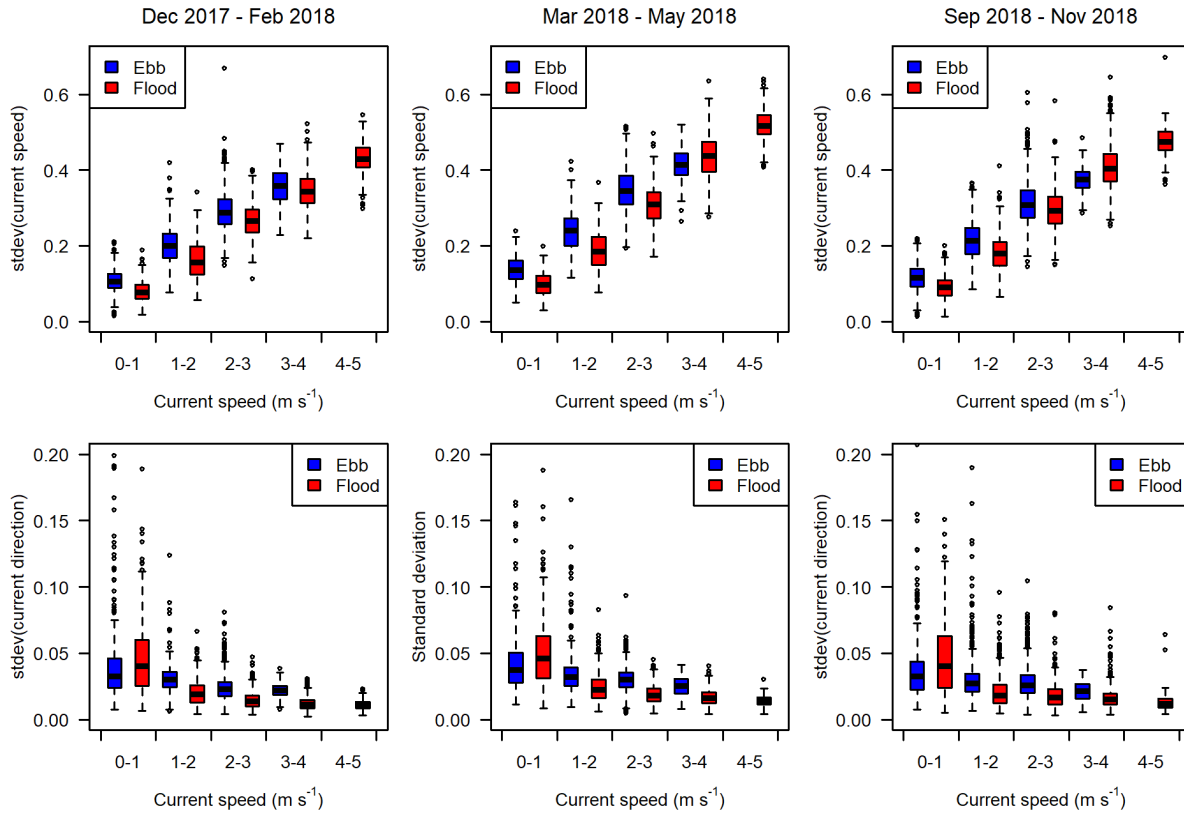 Dec 2017 - Feb 2018
Mar 2018 - May 2018
Sep 2018 - Nov 2018
stdev(current speed)
0.6
0.4
0.2
0.0
Ebb
Flood
0-1 1-2 2-3 3-4 4-5
Current speed (m s⁻¹)
stdev(current speed)
0.6
0.4
0.2
0.0
Ebb
Flood
0-1 1-2 2-3 3-4 4-5
Current speed (m s⁻¹)
stdev(current speed)
0.6
0.4
0.2
0.0
Ebb
Flood
0-1 1-2 2-3 3-4 4-5
Current speed (m s⁻¹)
stdev(current direction)
0.20
0.15
0.10
0.05
0.00
Ebb
Flood
0-1 1-2 2-3 3-4 4-5
Current speed (m s⁻¹)
Standard deviation
0.20
0.15
0.10
0.05
0.00
Ebb
Flood
0-1 1-2 2-3 3-4 4-5
Current speed (m s⁻¹)
stdev(current direction)
0.20
0.15
0.10
0.05
0.00
Ebb
Flood
0-1 1-2 2-3 3-4 4-5
Current speed (m s⁻¹)